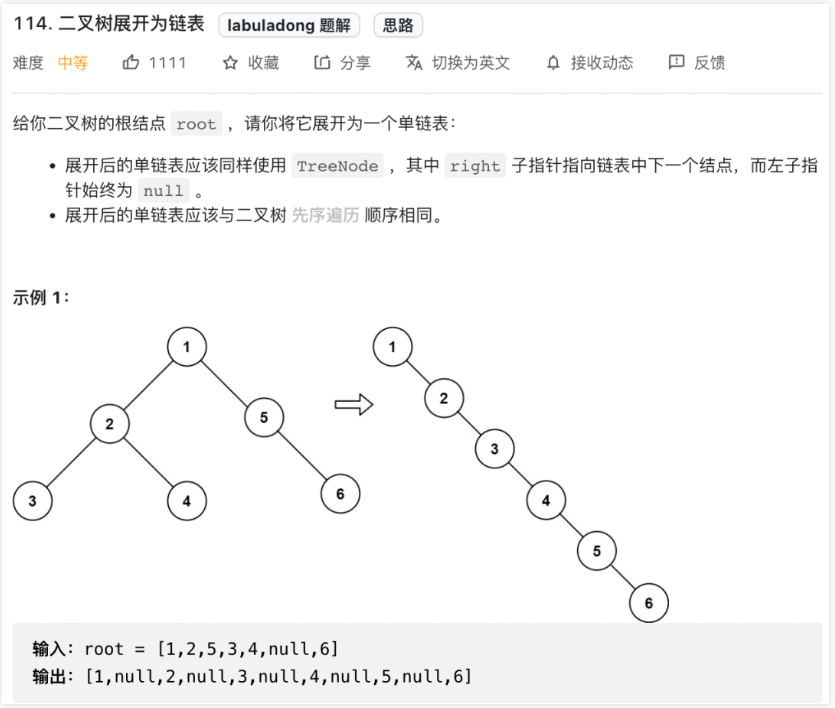 114. 二叉树展开为链表 labuladong 题解 思路
难度 中等 1111 收藏 分享 切换为英文 接收动态 反馈
给你二叉树的根结点 root ，请你将它展开为一个单链表：
• 展开后的单链表应该同样使用 TreeNode ，其中 right 子指针指向链表中下一个结点，而左子指
针始终为 null 。
• 展开后的单链表应该与二叉树 先序遍历 顺序相同。
示例 1：
1 1
2 5 2
3 4 6 3
4
5
6
输入：root = [1,2,5,3,4,null,6]
输出：[1,null,2,null,3,null,4,null,5,null,6]